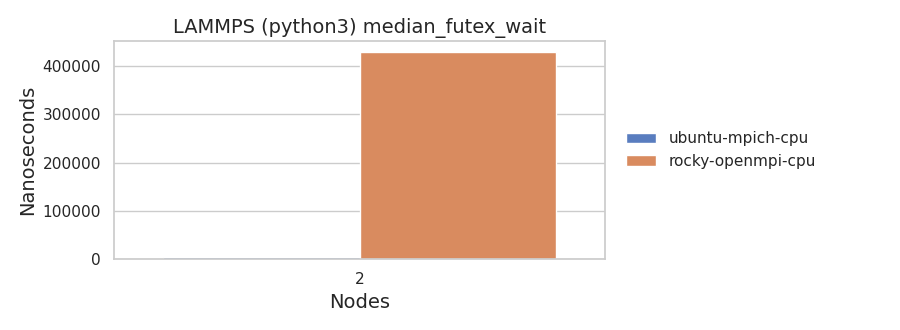 LAMMPS (python3) median_futex_wait
Nanoseconds
400000
300000
200000
100000
0
2
Nodes
ubuntu-mpich-cpu
rocky-openmpi-cpu